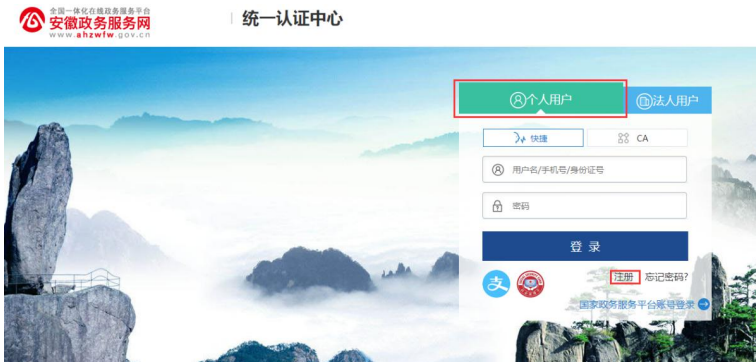 全国一体化在线政务服务平台
安徽政务服务网
www.ahzwfw.gov.cn
统一认证中心
个人用户
法人用户
快捷
CA
用户名/手机号/身份证号
密码
登 录
支
注册 忘记密码?
国家政务服务平台账号登录